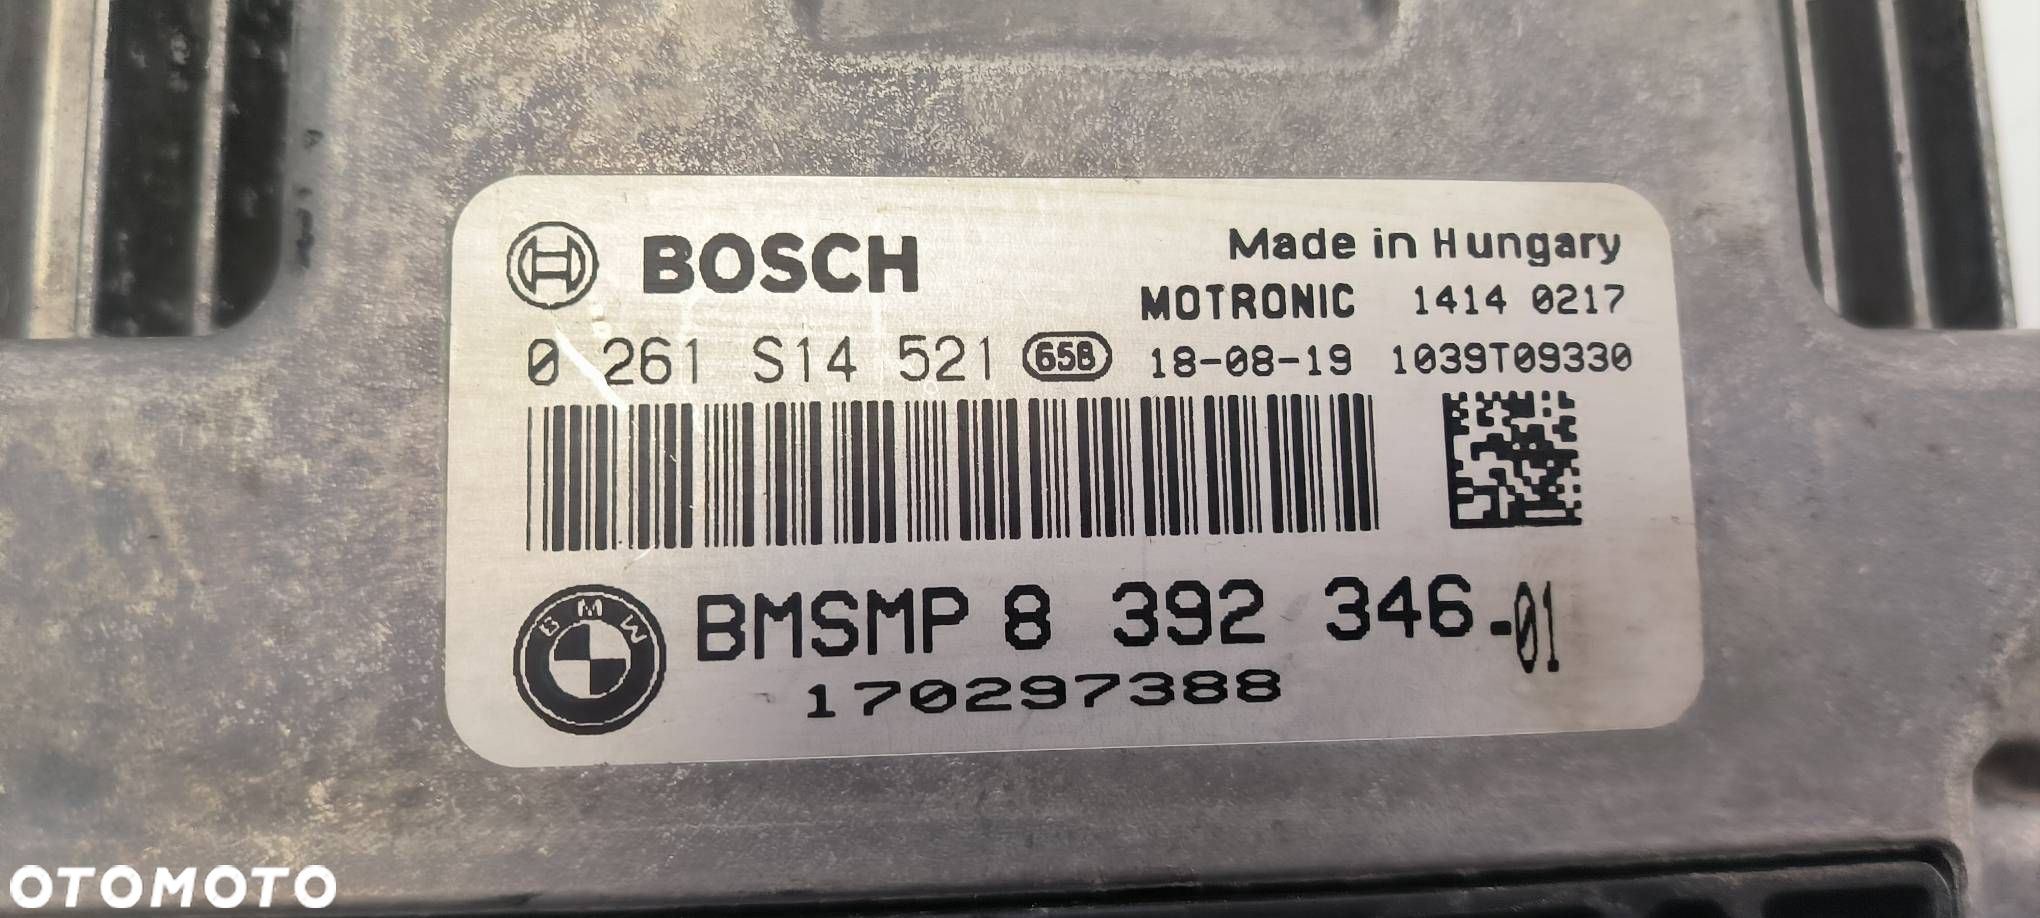 BOSCH
Made in Hungary
MOTRONIC 1414 0217
0 261 S14 521 658 18-08-19 1039T09330
BMW
BMSMP 8 392 346-01
170297388
OTOMOTO